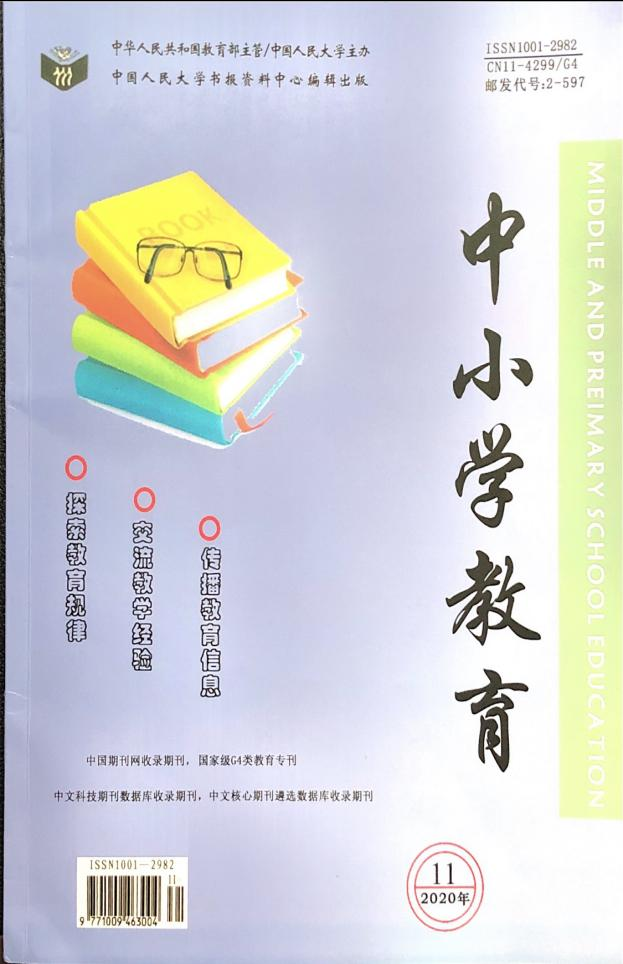 中华人民共和国教育部主管/中国人民大学主办
中国人民大学书报资料中心编辑出版
ISSN1001-2982
CN11-4299/G4
邮发代号:2-597
BOOK
中小学教育
MIDDLE AND PREIMARY SCHOOL EDUCATION
探索教育规律
交流教学经验
传播教育信息
中国期刊网收录期刊，国家级G4类教育专刊
中文科技期刊数据库收录期刊，中文核心期刊遴选数据库收录期刊
ISSN1001—2982
11
9 771009 463004
11
2020年